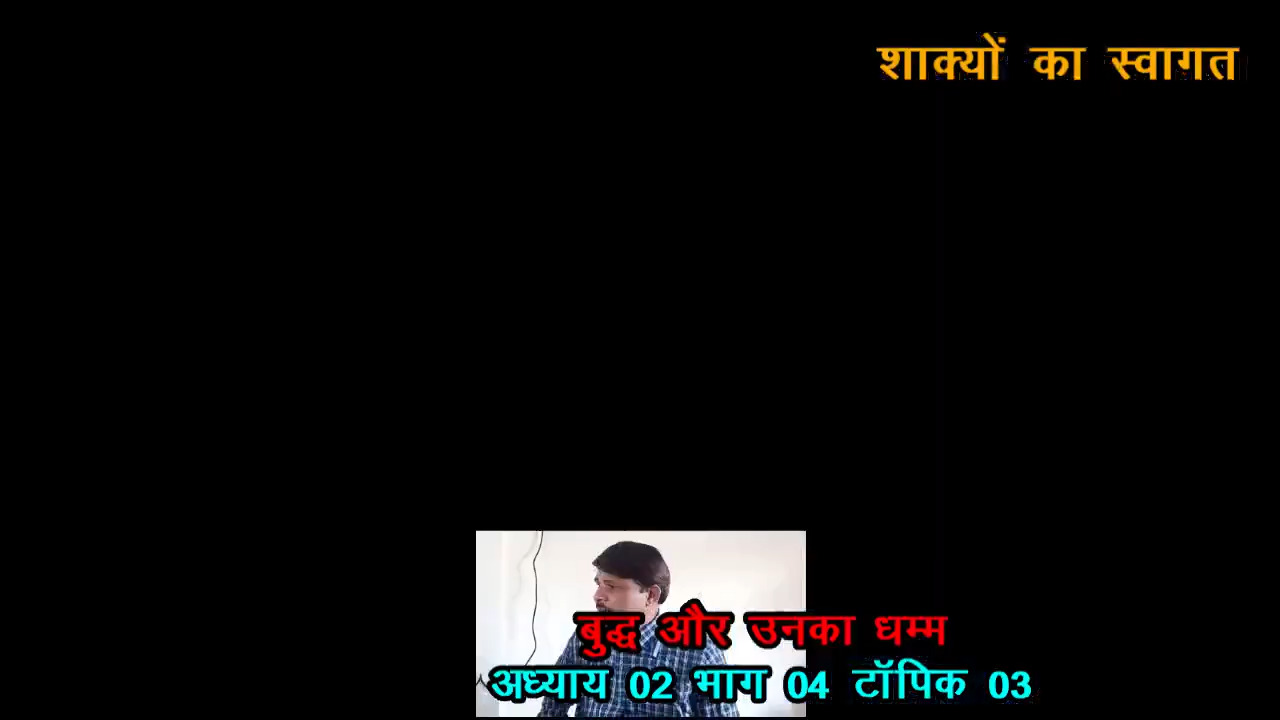 शाक्यों का स्वागत
बुद्ध और उनका धम्म
अध्याय 02 भाग 04 टॉपिक 03